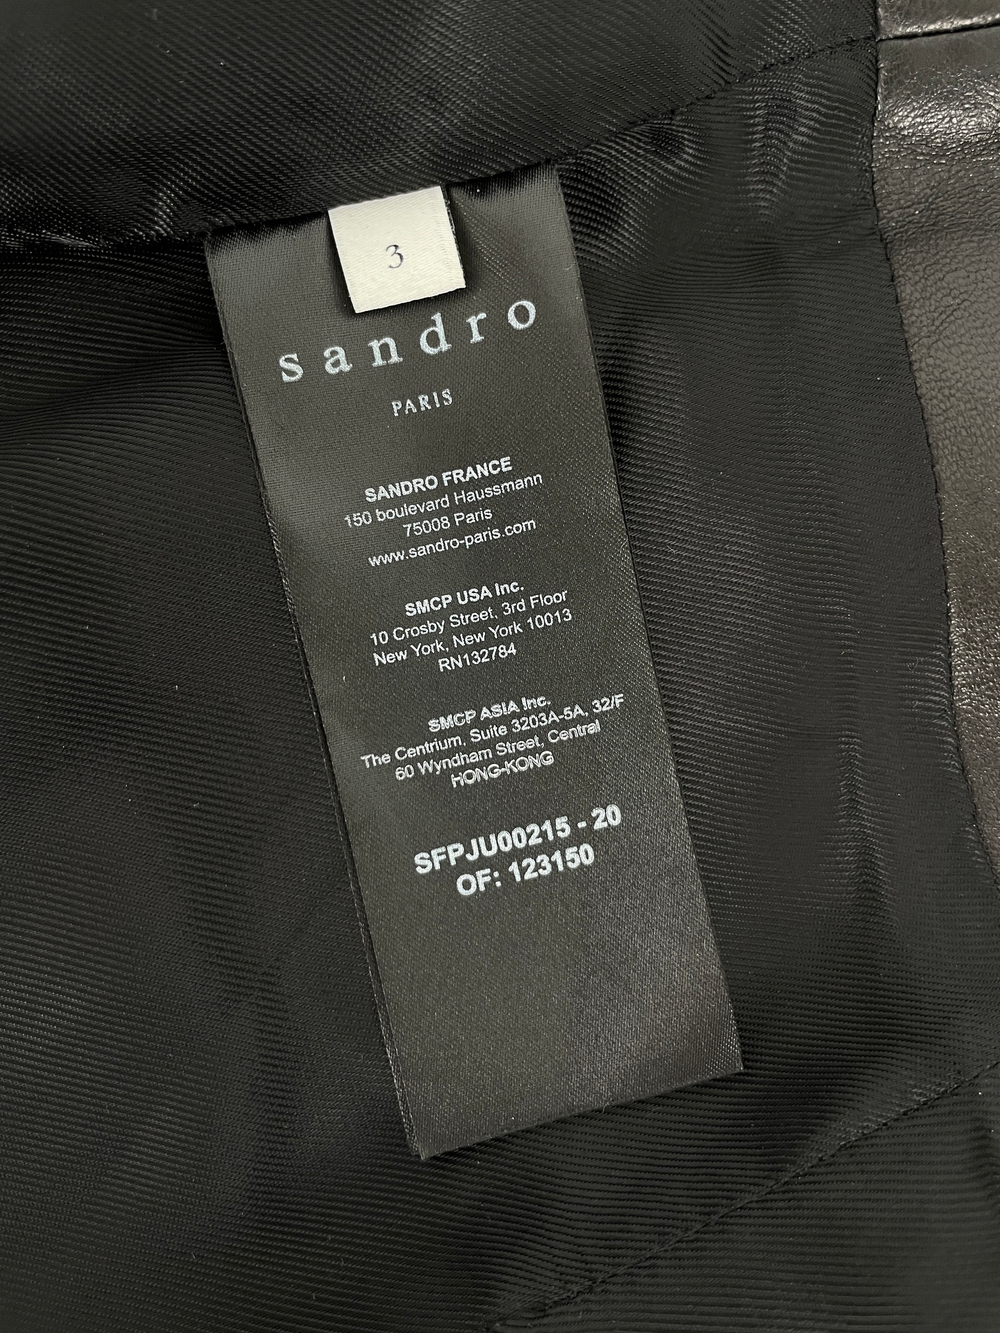 3
sandro
PARIS
SANDRO FRANCE
150 boulevard Haussmann
75008 Paris
www.sandro-paris.com
SMCP USA Inc.
10 Crosby Street, 3rd Floor
New York, New York 10013
RN132784
SMCP ASIA Inc.
The Centrium, Suite 3203A-5A, 32/F
60 Wyndham Street, Central
HONG-KONG
SFPJU00215 - 20
OF: 123150